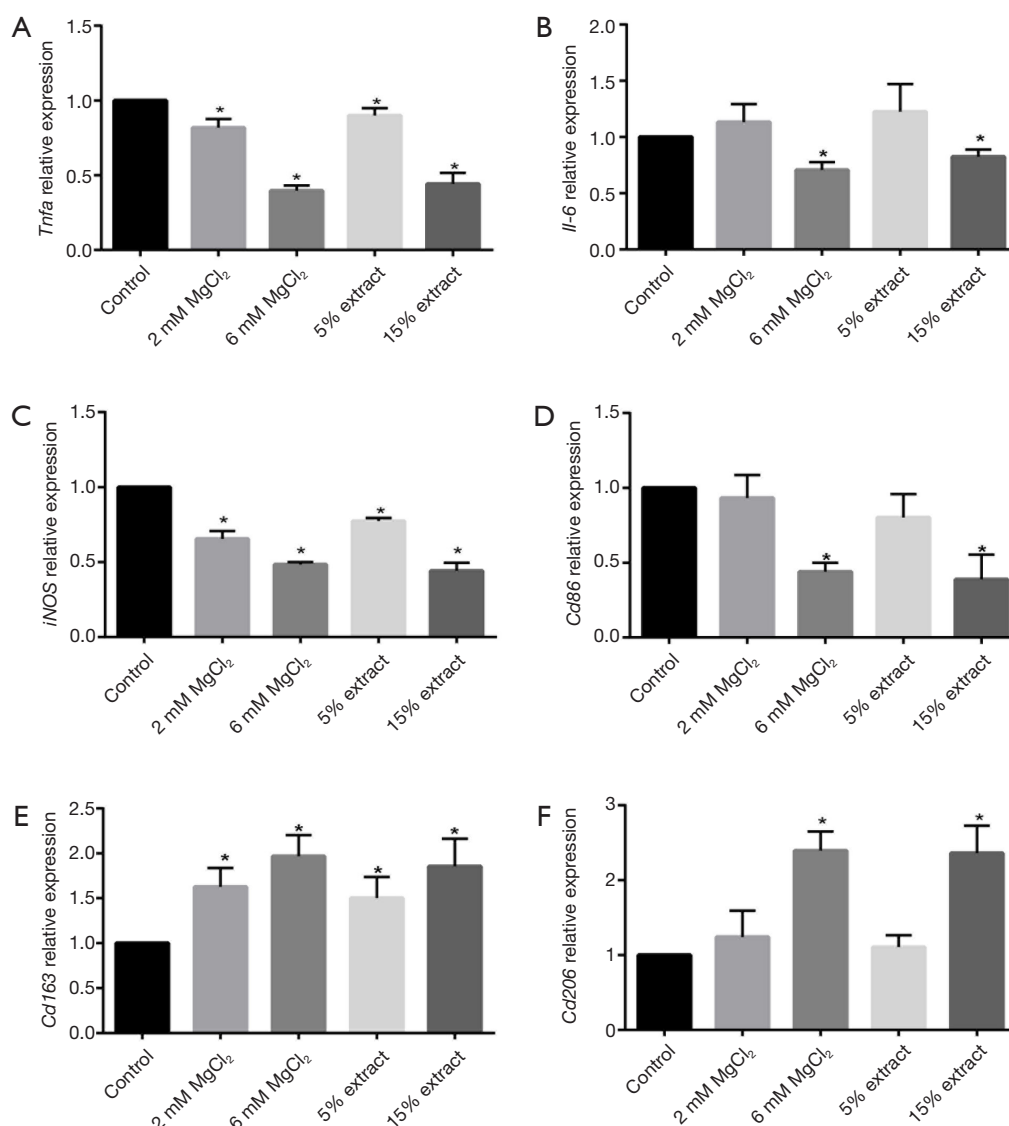 A
Tnfa relative expression
1.5
1.0
0.5
0.0
*
*
*
*
Control
2 mM MgCl₂
6 mM MgCl₂
5% extract
15% extract
B
Il-6 relative expression
2.0
1.5
1.0
0.5
0.0
*
*
Control
2 mM MgCl₂
6 mM MgCl₂
5% extract
15% extract
C
iNOS relative expression
1.5
1.0
0.5
0.0
*
*
*
*
Control
2 mM MgCl₂
6 mM MgCl₂
5% extract
15% extract
D
Cd86 relative expression
1.5
1.0
0.5
0.0
*
*
Control
2 mM MgCl₂
6 mM MgCl₂
5% extract
15% extract
E
Cd163 relative expression
2.5
2.0
1.5
1.0
0.5
0.0
*
*
*
*
Control
2 mM MgCl₂
6 mM MgCl₂
5% extract
15% extract
F
Cd206 relative expression
3
2
1
0
*
*
Control
2 mM MgCl₂
6 mM MgCl₂
5% extract
15% extract